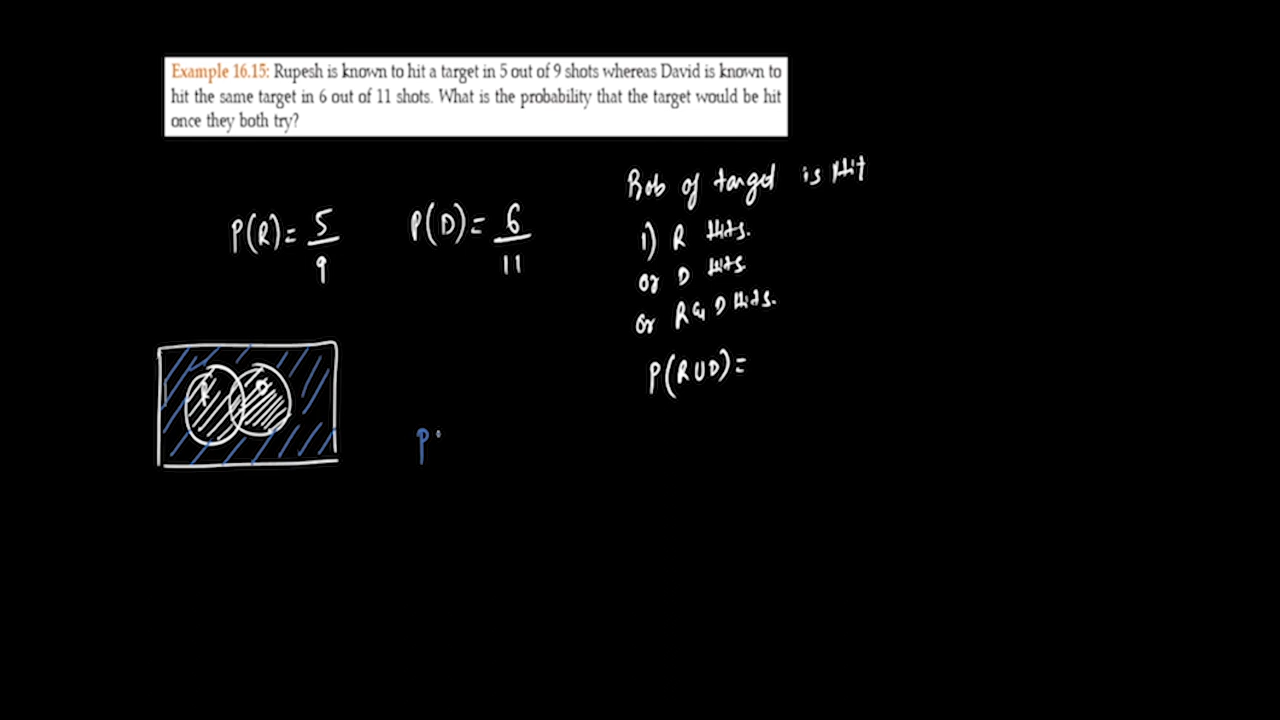 Example 16.15: Rupesh is known to hit a target in 5 out of 9 shots whereas David is known to
hit the same target in 6 out of 11 shots. What is the probability that the target would be hit
once they both try?
P(R) = 5/9
P(D) = 6/11
Prob of target is Hit
1) R Hits.
or D Hits
or R & D Hits.
P(R∪D) =
R D
P